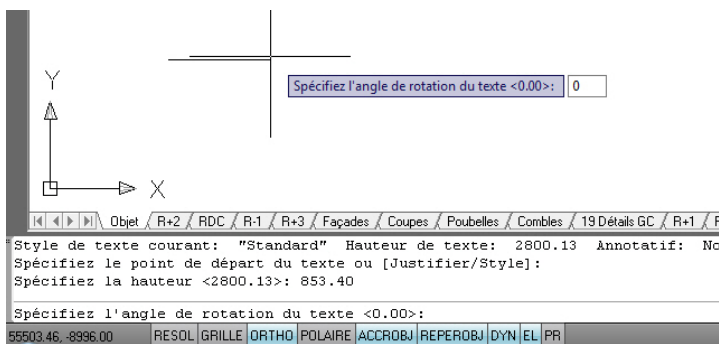 Spécifiez l'angle de rotation du texte <0.00>: 0
Y
X
Objet R+2 RDC R-1 R+3 Façades Coupes Poubelles Combles 19 Détails GC R+1
Style de texte courant: "Standard" Hauteur de texte: 2800.13 Annotatif: No
Spécifiez le point de départ du texte ou [Justifier/Style]:
Spécifiez la hauteur <2800.13>: 853.40
Spécifiez l'angle de rotation du texte <0.00>:
55503.46, -8996.00 RESOL GRILLE ORTHO POLAIRE ACCROBJ REPEROBJ DYN EL PR